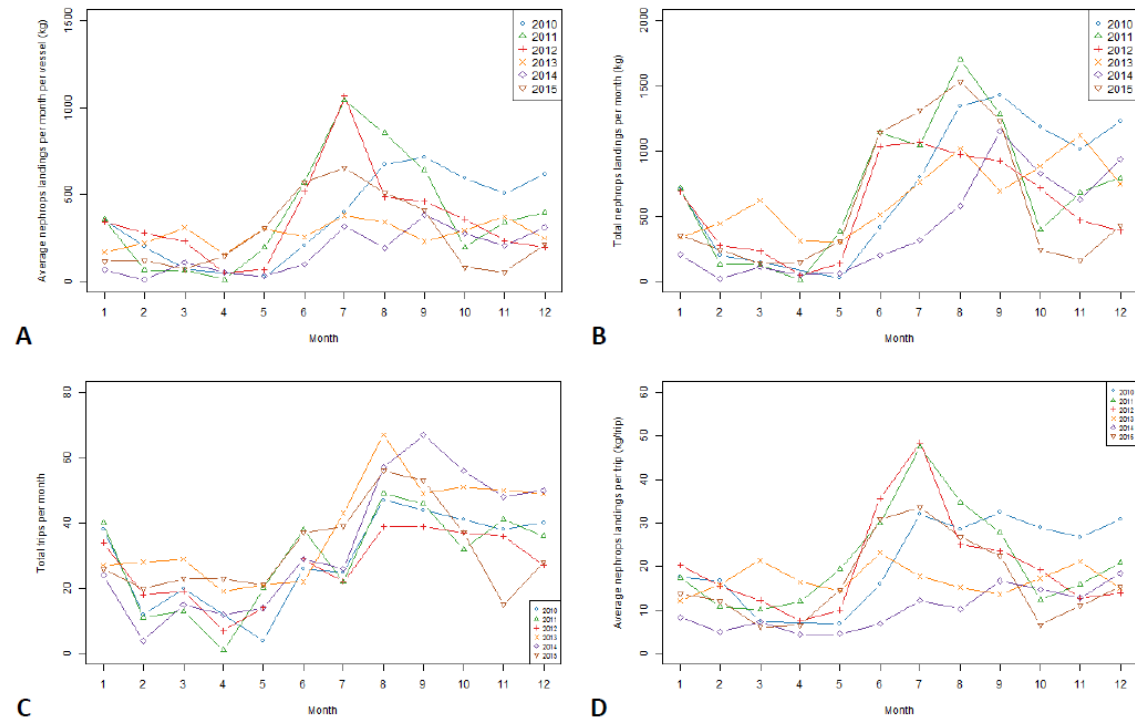 Average nephrops landings per month per vessel (kg)
1500
1000
500
0
2010
2011
2012
2013
2014
2015
1 2 3 4 5 6 7 8 9 10 11 12
A
Month
Total nephrops landings per month (kg)
2000
1500
1000
500
0
2010
2011
2012
2013
2014
2015
1 2 3 4 5 6 7 8 9 10 11 12
B
Month
Total trips per month
80
60
40
20
0
2010
2011
2012
2013
2014
2015
1 2 3 4 5 6 7 8 9 10 11 12
C
Month
Average nephrops landings per trip (kg/trip)
60
50
40
30
20
10
0
2010
2011
2012
2013
2014
2015
1 2 3 4 5 6 7 8 9 10 11 12
D
Month